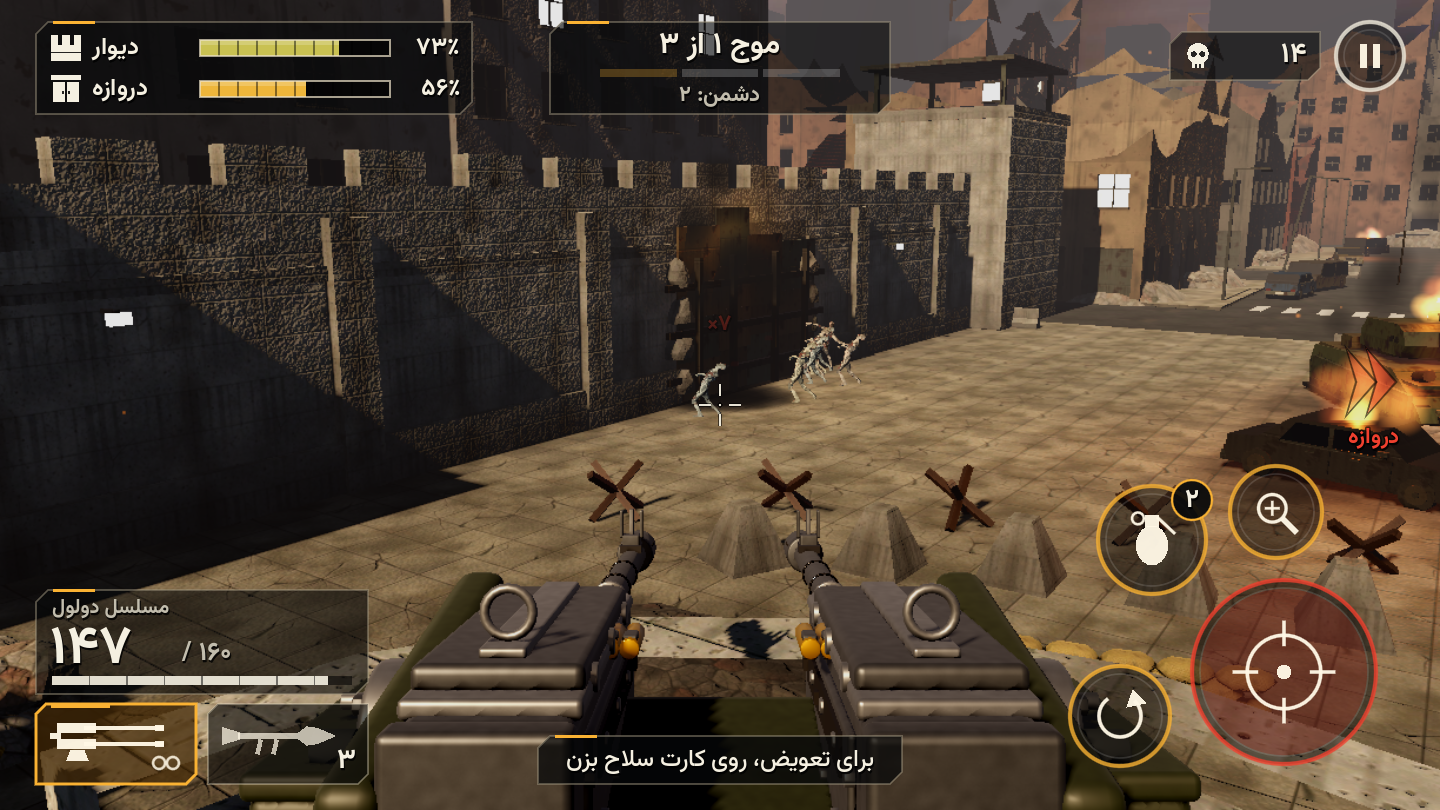 دیوار ۷۳٪
دروازه ۵۶٪
موج ۱ از ۳
دشمن: ۲
۱۴
×۷
دروازه
۲
مسلسل دولول
۱۴۷ / ۱۶۰
∞
۳
برای تعویض، روی کارت سلاح بزن